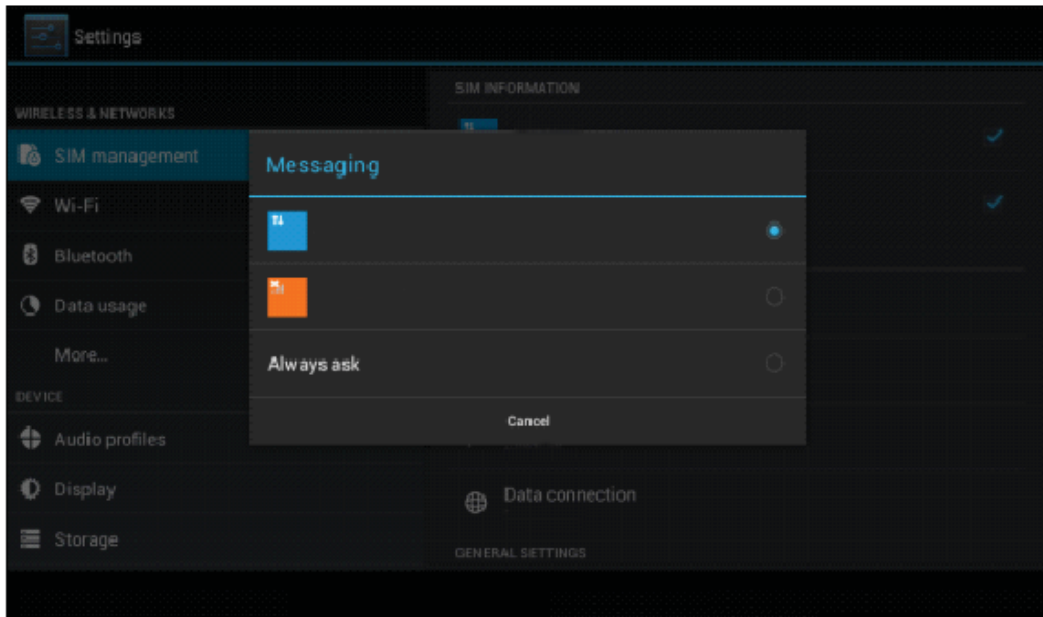 Settings
WIRELESS & NETWORKS
SIM management
Wi-Fi
Bluetooth
Data usage
More...
DEVICE
Audio profiles
Display
Storage
SIM INFORMATION
Messaging
Always ask
Cancel
Data connection
GENERAL SETTINGS